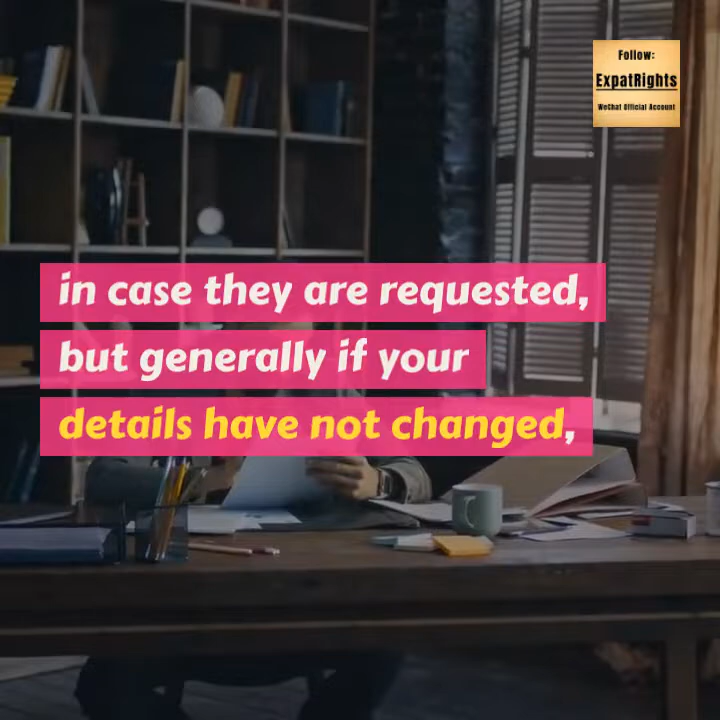 Follow:
ExpatRights
WeChat Official Account
in case they are requested,
but generally if your
details have not changed,